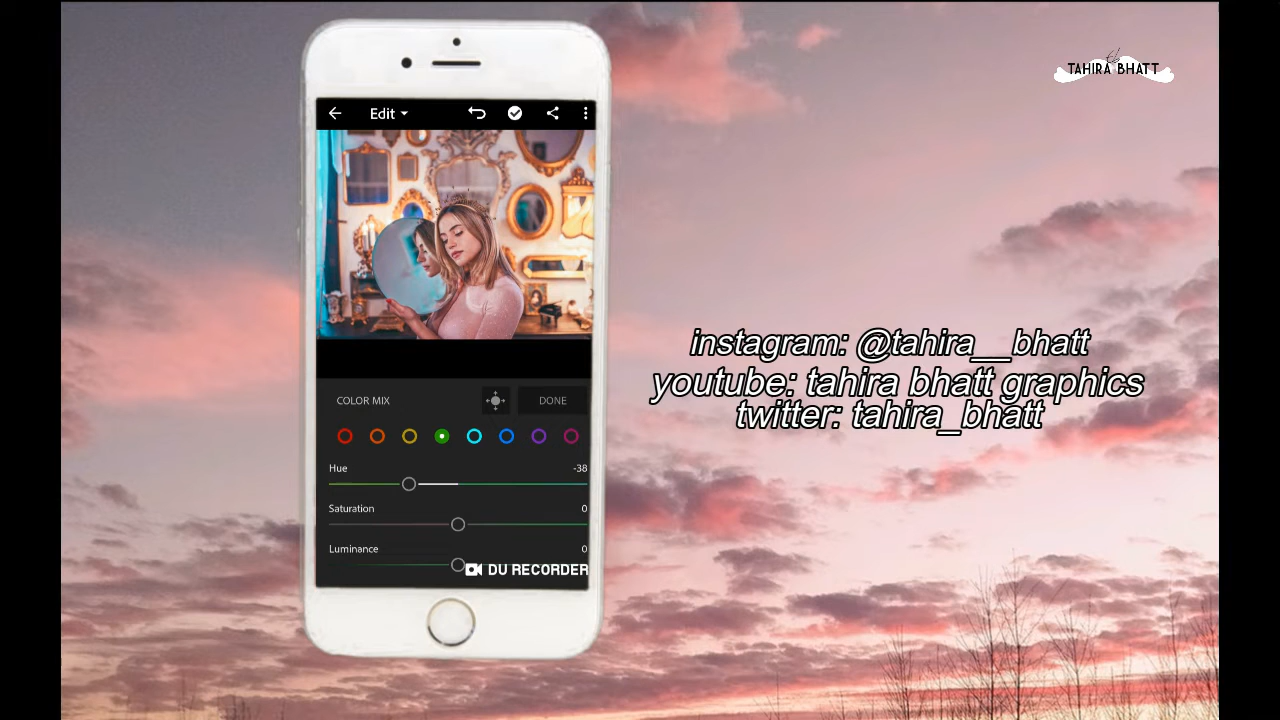 TAHIRA BHATT
Edit
instagram: @tahira__bhatt
youtube: tahira bhatt graphics
twitter: tahira_bhatt
COLOR MIX
DONE
Hue -38
Saturation 0
Luminance 0
DU RECORDER